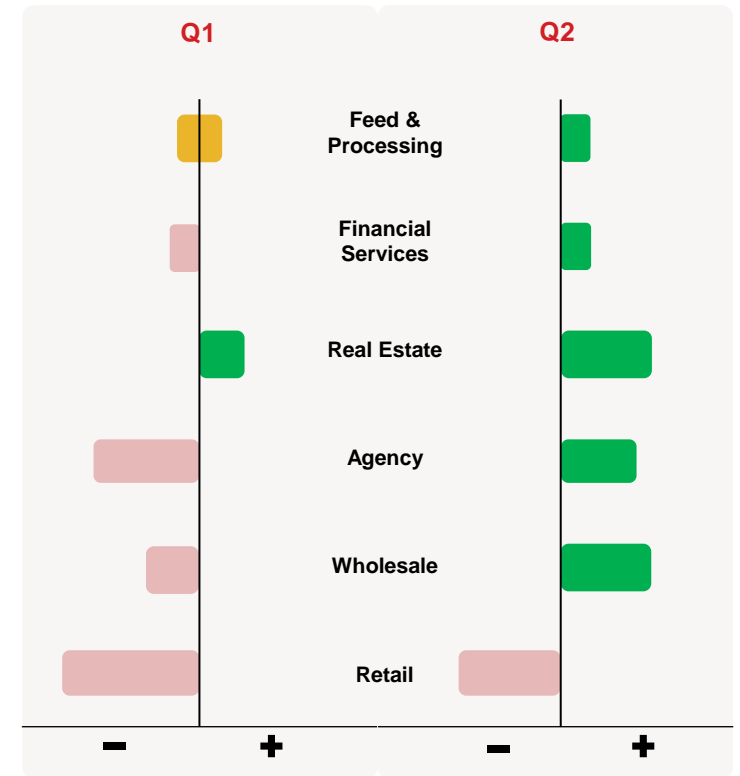 Q1
Q2
Feed &
Processing
Financial
Services
Real Estate
Agency
Wholesale
Retail
– +
– +